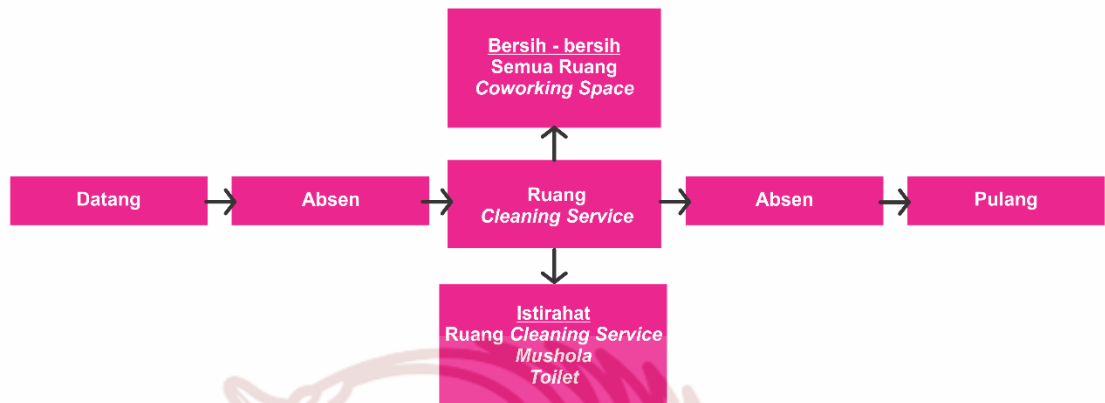 Bersih - bersih
Semua Ruang
Coworking Space
Datang
Absen
Ruang
Cleaning Service
Absen
Pulang
Istirahat
Ruang Cleaning Service
Mushola
Toilet